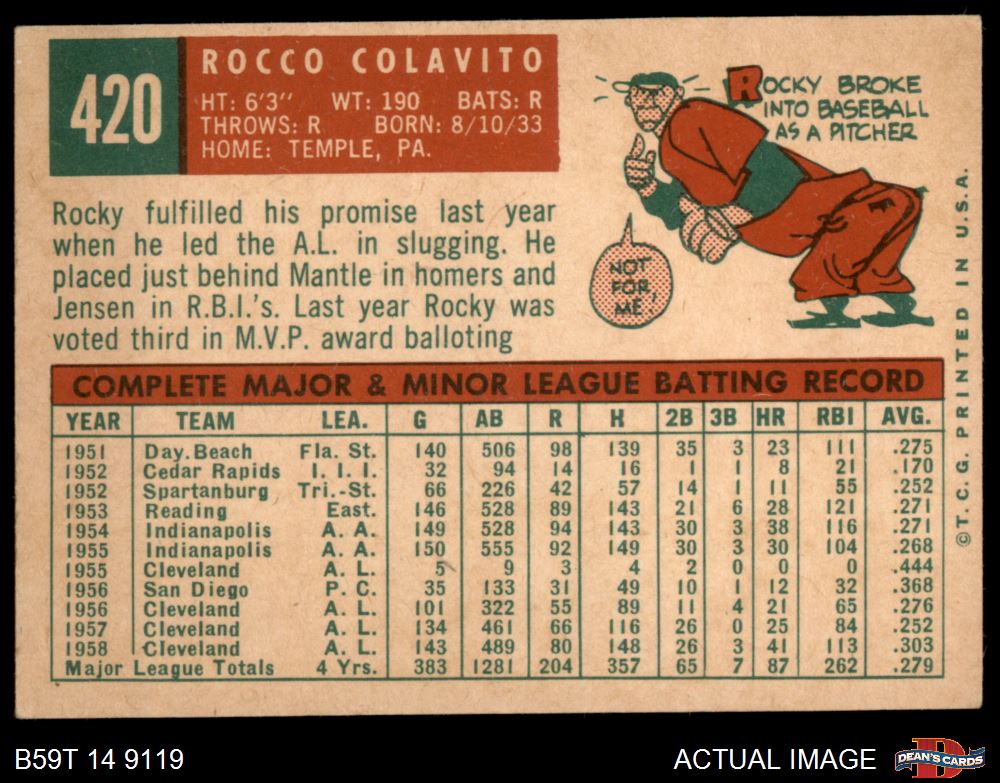 420
ROCCO COLAVITO
HT: 6'3" WT: 190 BATS: R
THROWS: R BORN: 8/10/33
HOME: TEMPLE, PA.
ROCKY BROKE
INTO BASEBALL
AS A PITCHER
NOT
FOR
ME
Rocky fulfilled his promise last year
when he led the A.L. in slugging. He
placed just behind Mantle in homers and
Jensen in R.B.I.'s. Last year Rocky was
voted third in M.V.P. award balloting
COMPLETE MAJOR & MINOR LEAGUE BATTING RECORD
YEAR TEAM LEA. G AB R H 2B 3B HR RBI AVG.
1951 Day. Beach Fla. St. 140 506 98 139 35 3 23 111 .275
1952 Cedar Rapids I. I. I. 32 94 14 16 1 1 8 21 .170
1952 Spartanburg Tri.-St. 66 226 42 57 14 1 11 55 .252
1953 Reading East. 146 528 89 143 21 6 28 121 .271
1954 Indianapolis A. A. 149 528 94 143 30 3 38 116 .271
1955 Indianapolis A. A. 150 555 92 149 30 3 30 104 .268
1955 Cleveland A. L. 5 9 3 4 2 0 0 0 .444
1956 San Diego P. C. 35 133 31 49 10 1 12 32 .368
1956 Cleveland A. L. 101 322 55 89 11 4 21 65 .276
1957 Cleveland A. L. 134 461 66 116 26 0 25 84 .252
1958 Cleveland A. L. 143 489 80 148 26 3 41 113 .303
Major League Totals 4 Yrs. 383 1281 204 357 65 7 87 262 .279
©T. C. G. PRINTED IN U.S.A.
B59T 14 9119
ACTUAL IMAGE
D
DEAN'S CARDS